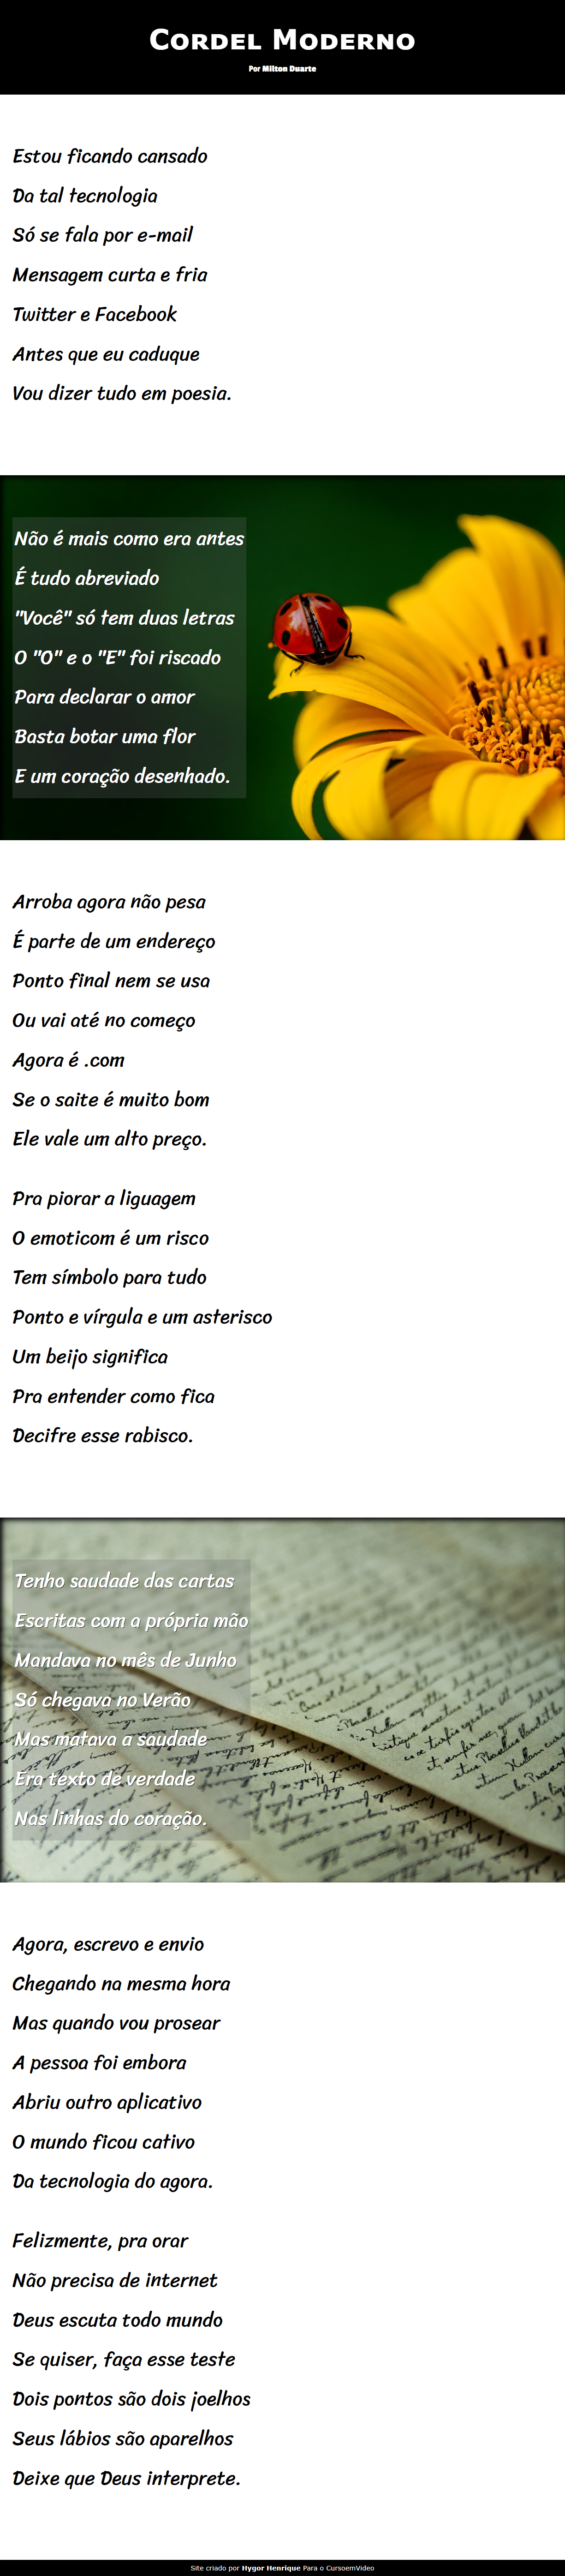 Cordel Moderno
Por Milton Duarte
Estou ficando cansado
Da tal tecnologia
Só se fala por e-mail
Mensagem curta e fria
Twitter e Facebook
Antes que eu caduque
Vou dizer tudo em poesia.
Não é mais como era antes
É tudo abreviado
"Você" só tem duas letras
O "O" e o "E" foi riscado
Para declarar o amor
Basta botar uma flor
E um coração desenhado.
Arroba agora não pesa
É parte de um endereço
Ponto final nem se usa
Ou vai até no começo
Agora é .com
Se o saite é muito bom
Ele vale um alto preço.
Pra piorar a liguagem
O emoticom é um risco
Tem símbolo para tudo
Ponto e vírgula e um asterisco
Um beijo significa
Pra entender como fica
Decifre esse rabisco.
Tenho saudade das cartas
Escritas com a própria mão
Mandava no mês de Junho
Só chegava no Verão
Mas matava a saudade
Era texto de verdade
Nas linhas do coração.
Agora, escrevo e envio
Chegando na mesma hora
Mas quando vou prosear
A pessoa foi embora
Abriu outro aplicativo
O mundo ficou cativo
Da tecnologia do agora.
Felizmente, pra orar
Não precisa de internet
Deus escuta todo mundo
Se quiser, faça esse teste
Dois pontos são dois joelhos
Seus lábios são aparelhos
Deixe que Deus interprete.
Site criado por Hygor Henrique Para o CursoemVideo